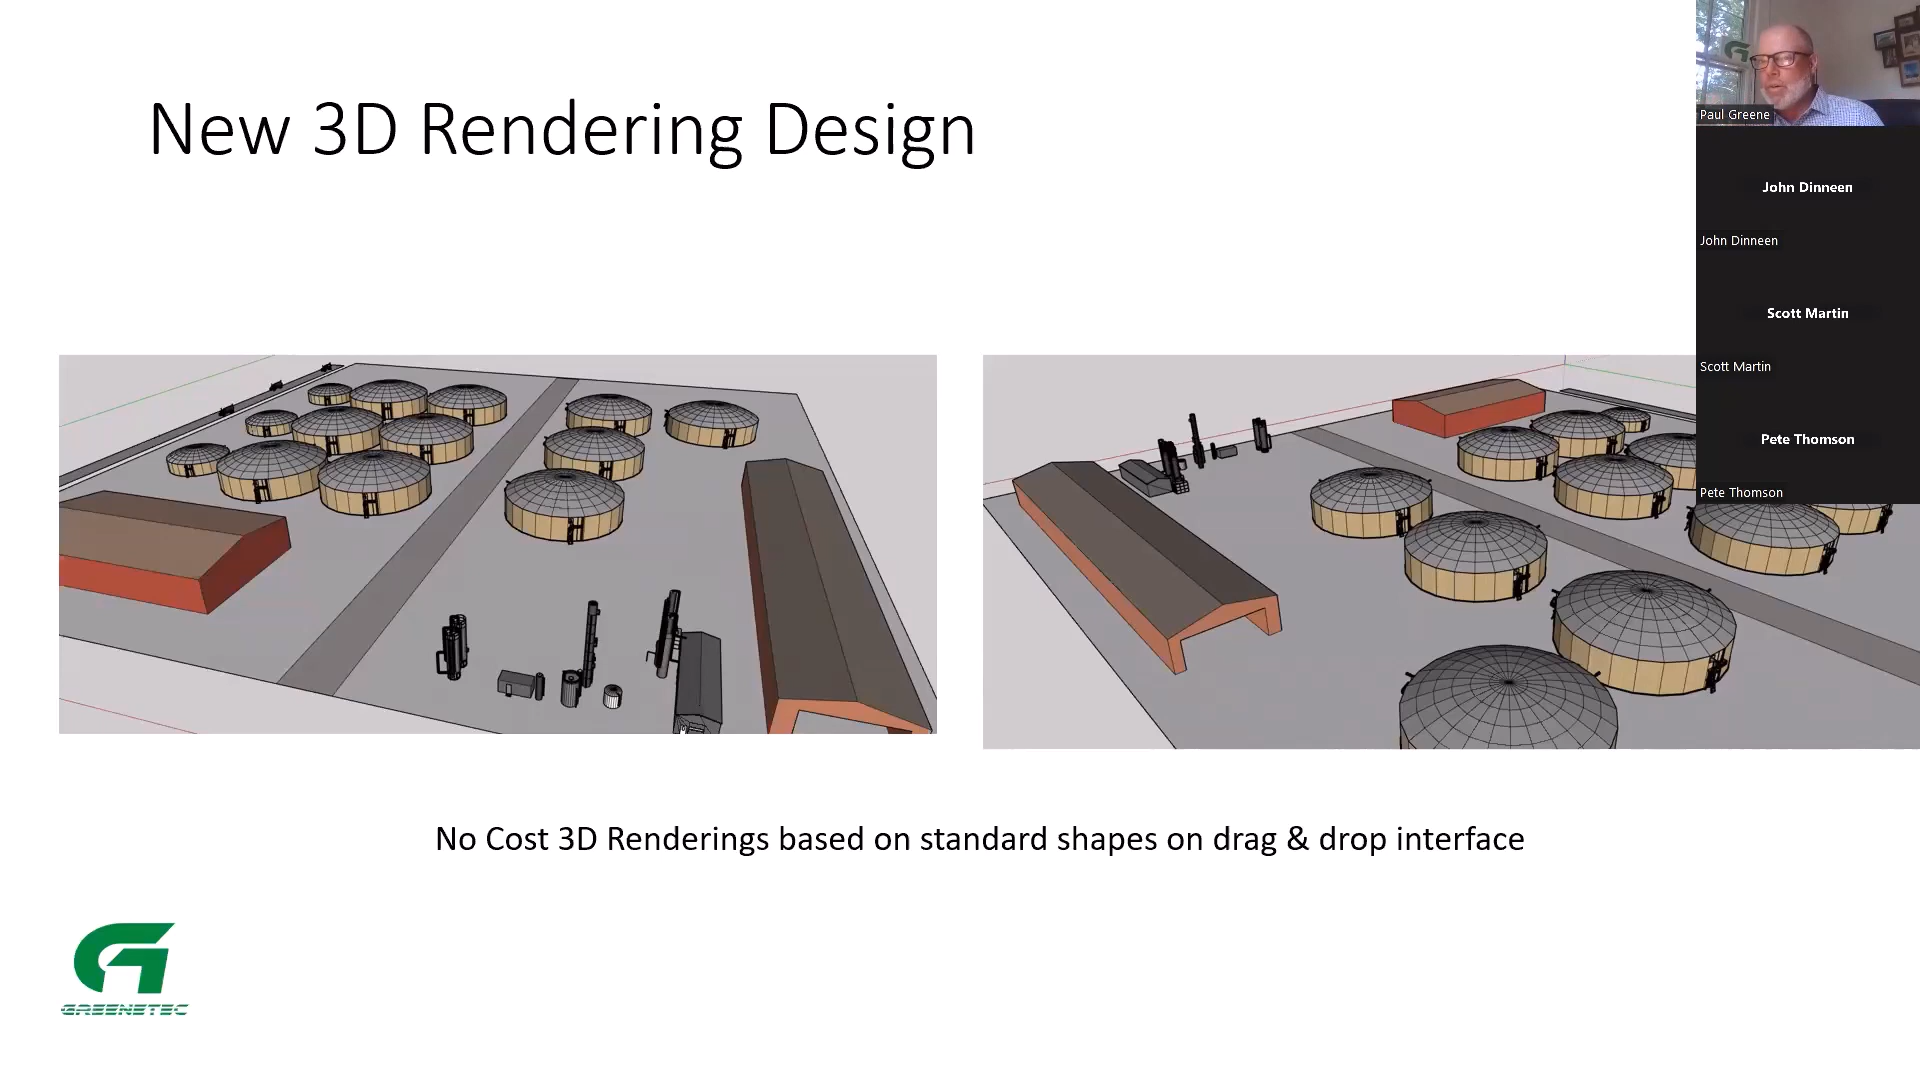 New 3D Rendering Design
Paul Greene
John Dinneen
John Dinneen
Scott Martin
Scott Martin
Pete Thomson
Pete Thomson
No Cost 3D Renderings based on standard shapes on drag & drop interface
GREENETEC